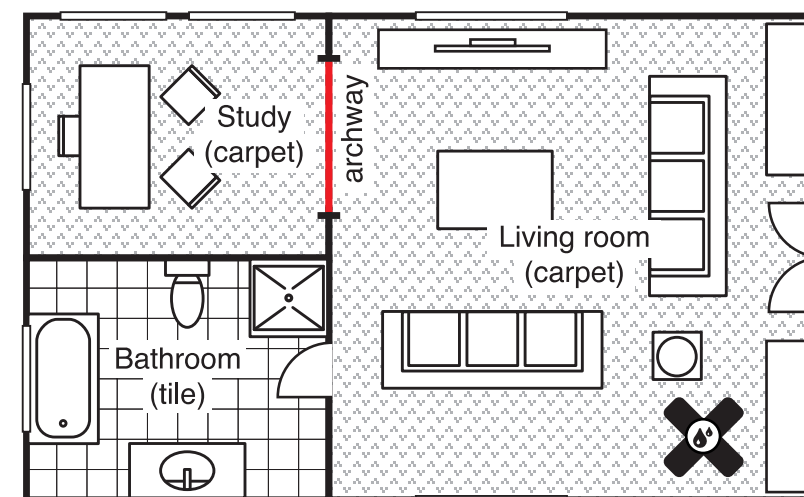 Study
(carpet)
archway
Living room
(carpet)
Bathroom
(tile)